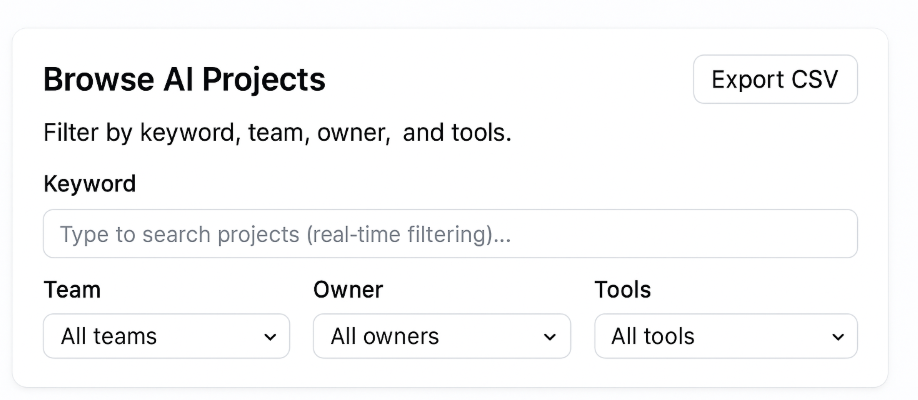 Browse AI Projects
Export CSV
Filter by keyword, team, owner,  and tools.
Keyword
Type to search projects (real-time filtering)...
Team
Owner
Tools
All teams
All owners
All tools